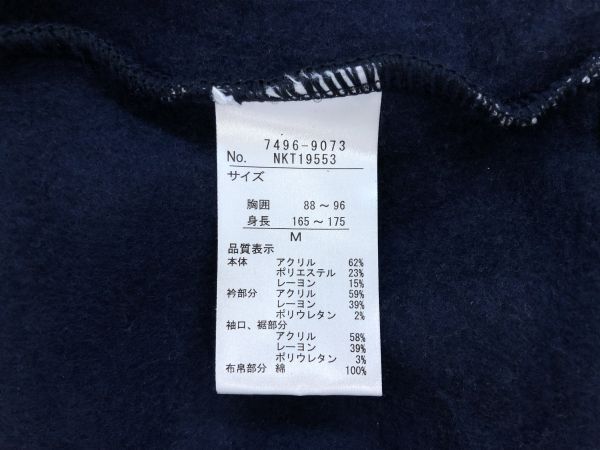 7496-9073
No. NKT19553
サイズ
胸囲 88～96
身長 165～175
M
品質表示
本体 アクリル 62%
ポリエステル 23%
レーヨン 15%
衿部分 アクリル 59%
レーヨン 39%
ポリウレタン 2%
袖口、裾部分
アクリル 58%
レーヨン 39%
ポリウレタン 3%
布帛部分 綿 100%